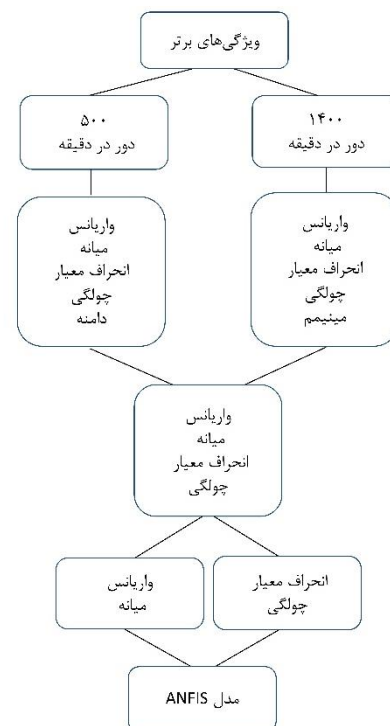 ویژگی‌های برتر
۱۴۰۰
دور در دقیقه
۵۰۰
دور در دقیقه
واریانس
میانه
انحراف معیار
چولگی
مینیمم
واریانس
میانه
انحراف معیار
چولگی
دامنه
واریانس
میانه
انحراف معیار
چولگی
انحراف معیار
چولگی
واریانس
میانه
مدل ANFIS